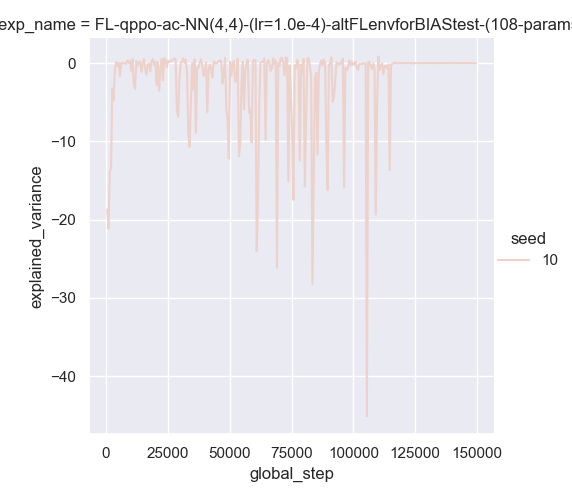 exp_name = FL-qppo-ac-NN(4,4)-(lr=1.0e-4)-altFLenvforBIAStest-(108-params
0
−10
−20
−30
−40
explained_variance
0 25000 50000 75000 100000 125000 150000
global_step
seed
10